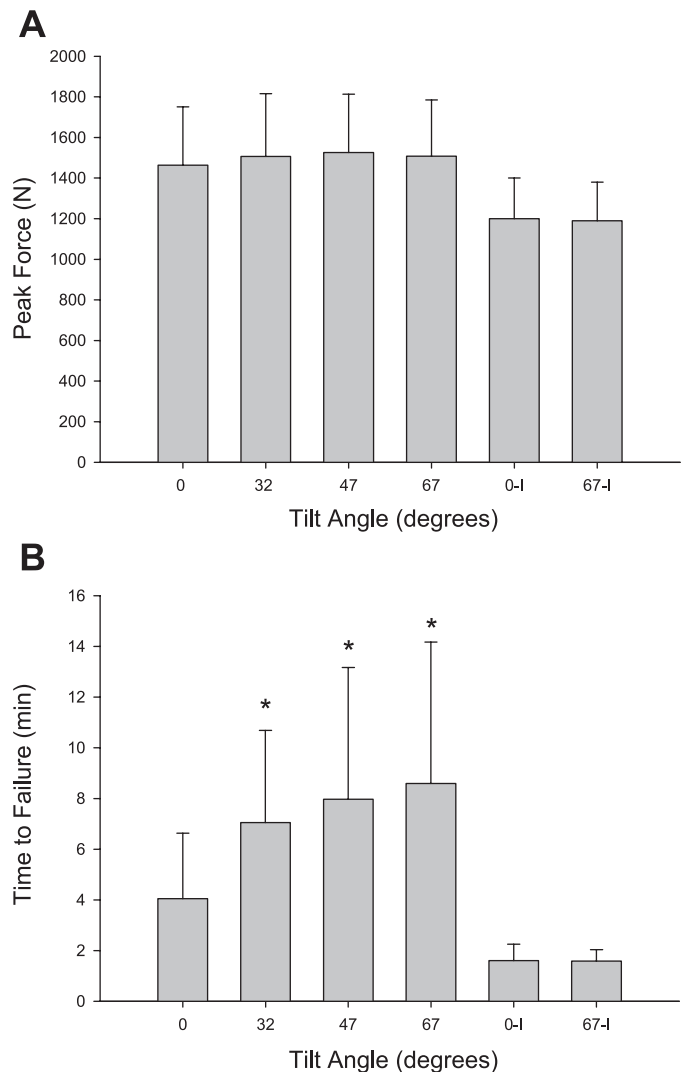 A
2000
1800
1600
1400
1200
1000
800
600
400
200
0
Peak Force (N)
0 32 47 67 0-I 67-I
Tilt Angle (degrees)
B
16
14
12
10
8
6
4
2
0
Time to Failure (min)
* * *
0 32 47 67 0-I 67-I
Tilt Angle (degrees)